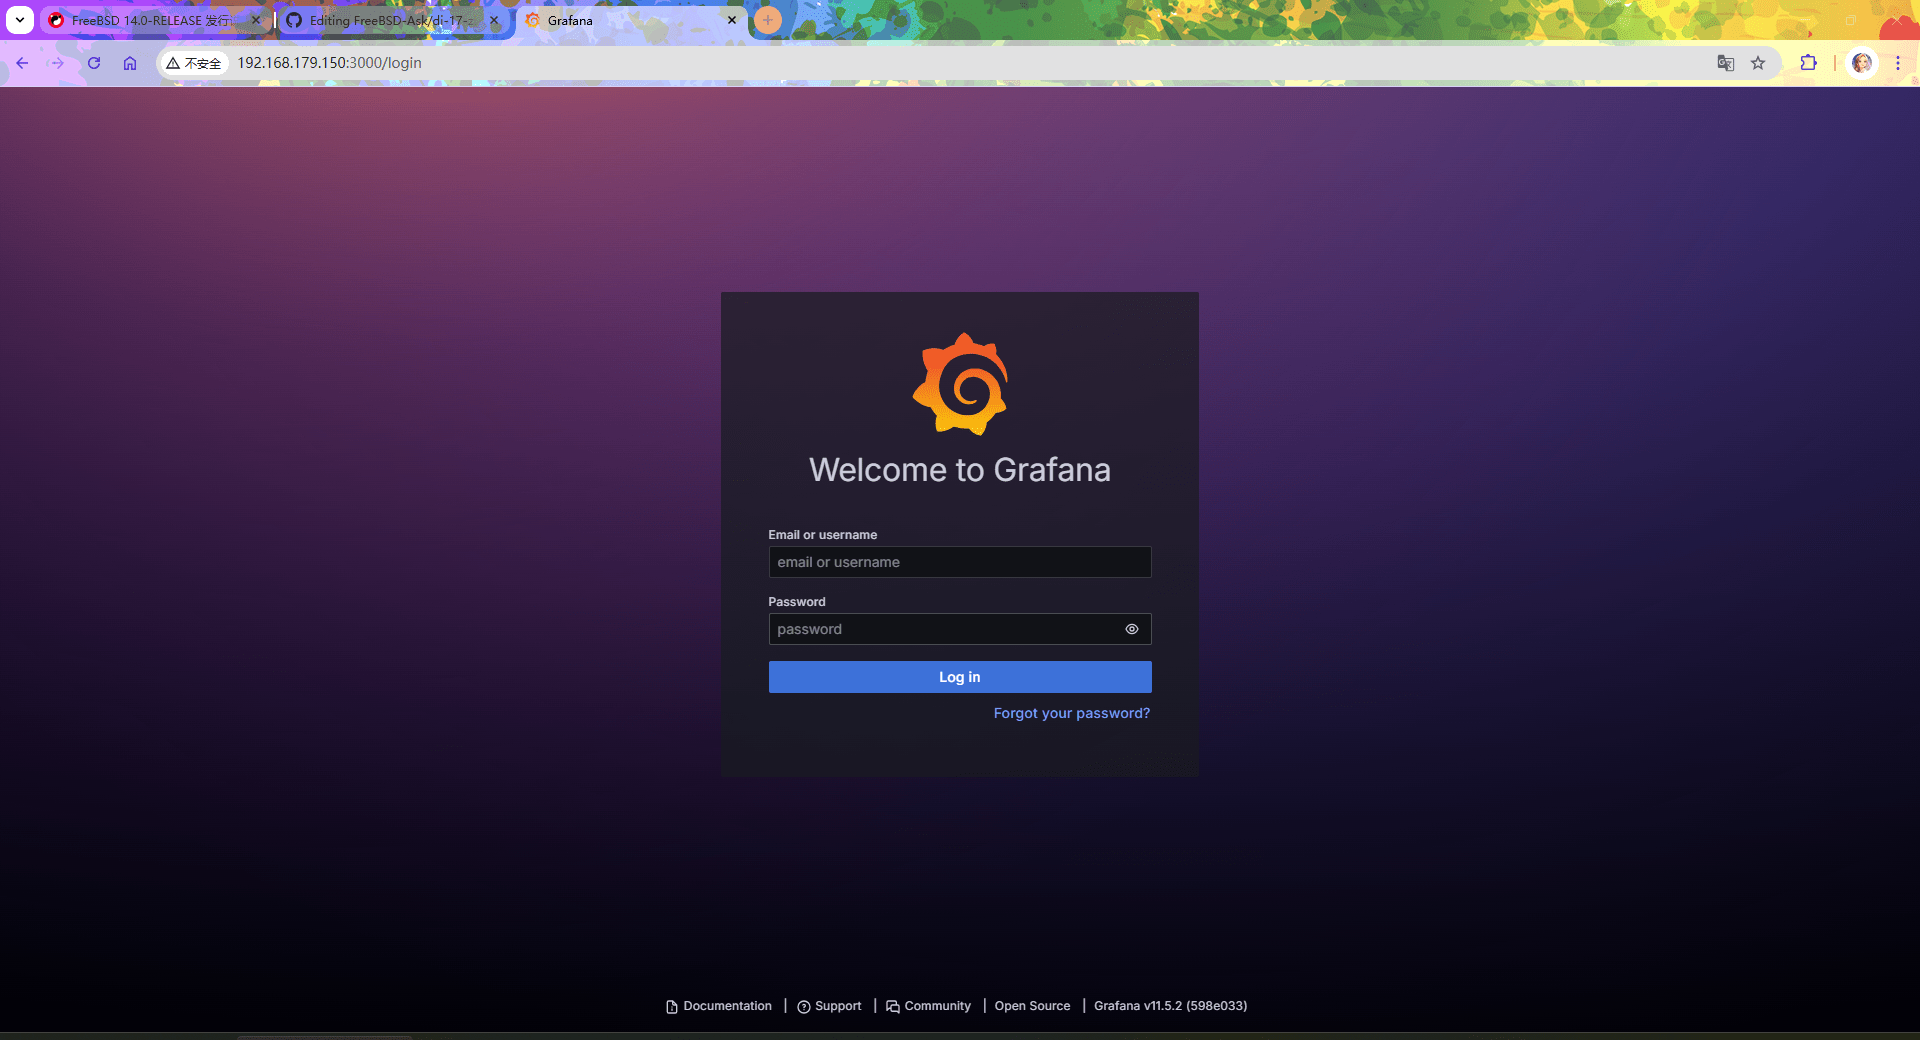 FreeBSD 14.0-RELEASE 发行
Editing FreeBSD-Ask/di-17-z
Grafana
不安全
192.168.179.150:3000/login
Welcome to Grafana
Email or username
email or username
Password
password
Log in
Forgot your password?
Documentation | Support | Community | Open Source | Grafana v11.5.2 (598e033)